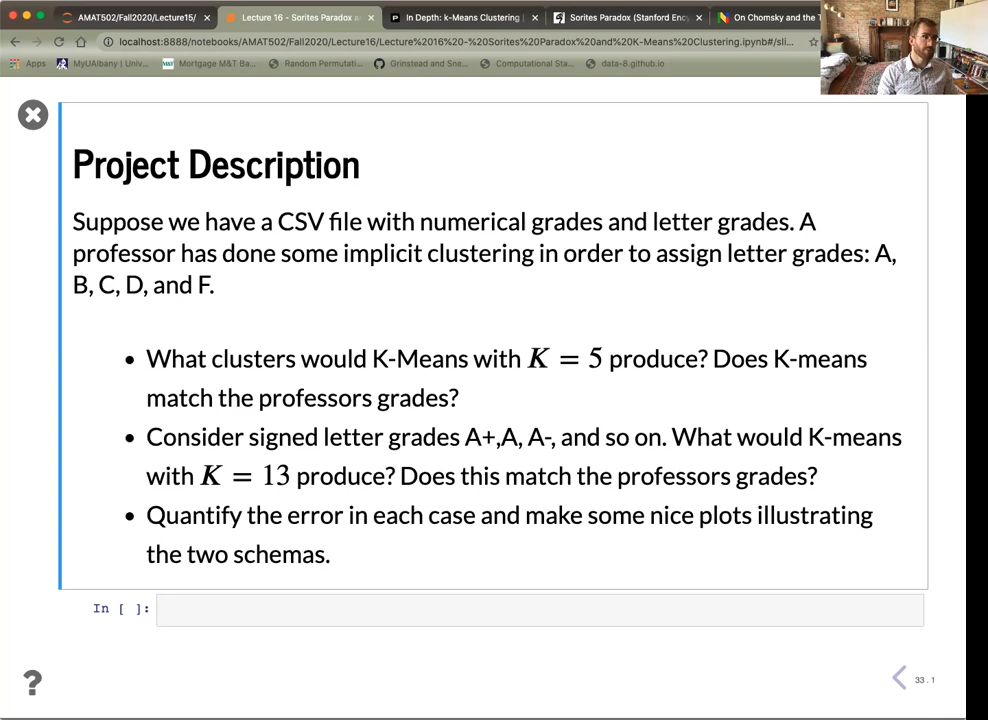 AMAT502/Fall2020/Lecture15/
Lecture 16 - Sorites Paradox a
In Depth: k-Means Clustering
Sorites Paradox (Stanford Enc
On Chomsky and the T
localhost:8888/notebooks/AMAT502/Fall2020/Lecture16/Lecture%2016%20-%20Sorites%20Paradox%20and%20K-Means%20Clustering.ipynb#/sli...
Apps
MyUAlbany | Univ...
Mortgage M&T Ba...
Random Permutati...
Grinstead and Sne...
Computational Sta...
data-8.github.io
Project Description
Suppose we have a CSV file with numerical grades and letter grades. A
professor has done some implicit clustering in order to assign letter grades: A,
B, C, D, and F.
• What clusters would K-Means with K = 5 produce? Does K-means
match the professors grades?
• Consider signed letter grades A+,A, A-, and so on. What would K-means
with K = 13 produce? Does this match the professors grades?
• Quantify the error in each case and make some nice plots illustrating
the two schemas.
In [ ]:
?
33 . 1